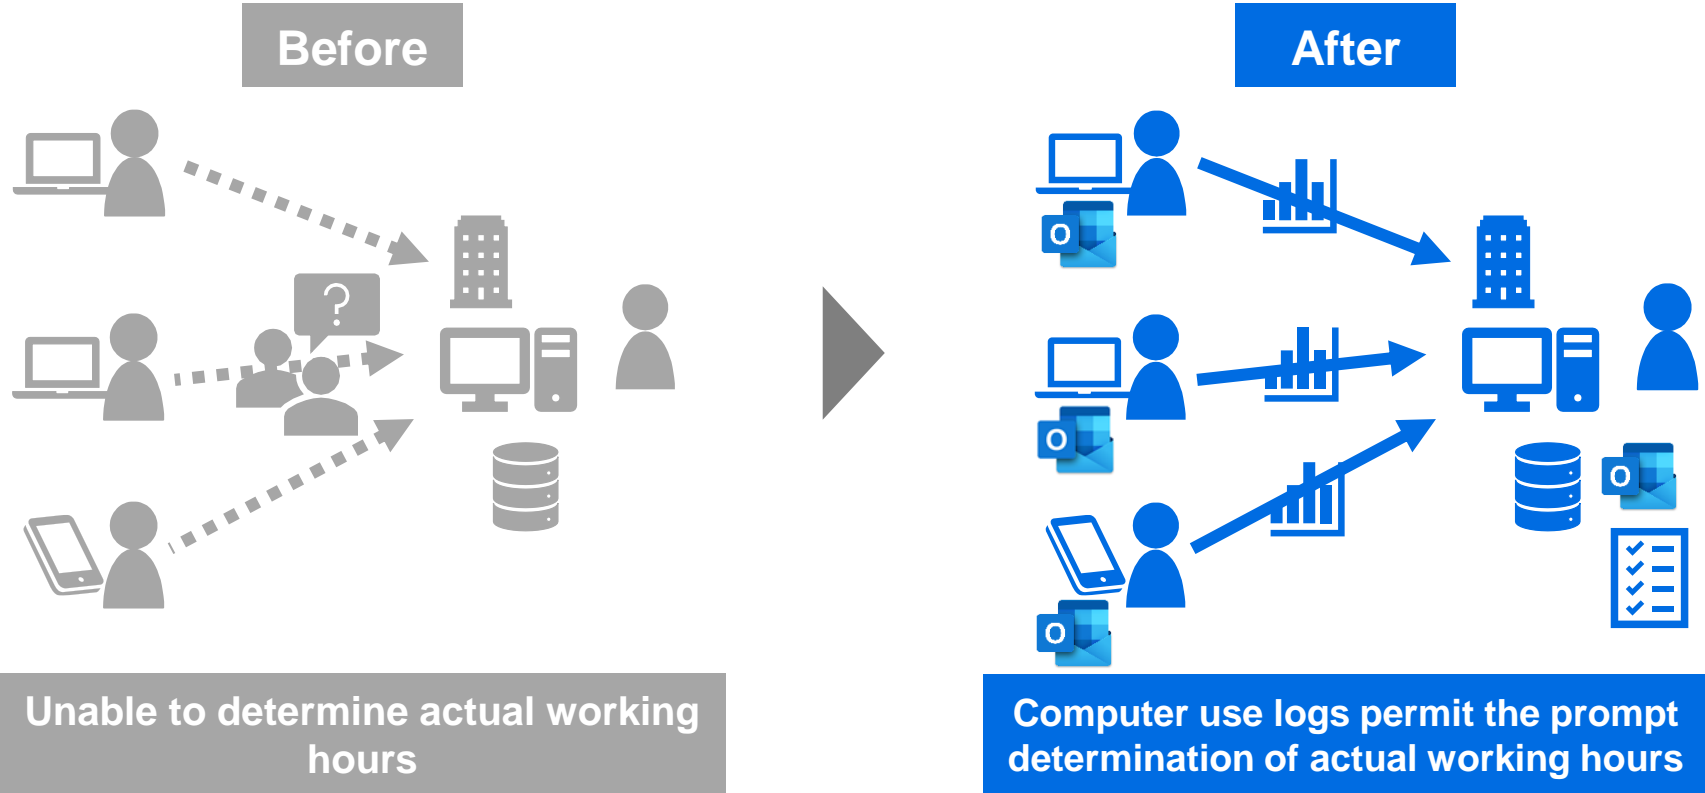 Before
After
?
O
O
O
O
Unable to determine actual working
hours
Computer use logs permit the prompt
determination of actual working hours